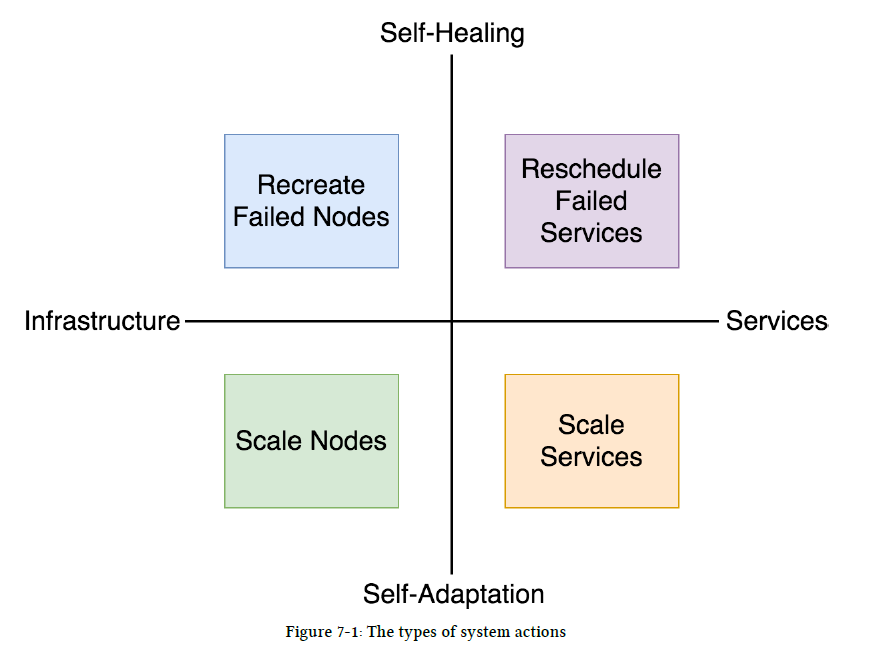 Self-Healing
Recreate
Failed Nodes
Reschedule
Failed
Services
Infrastructure
Services
Scale Nodes
Scale
Services
Self-Adaptation
Figure 7-1: The types of system actions